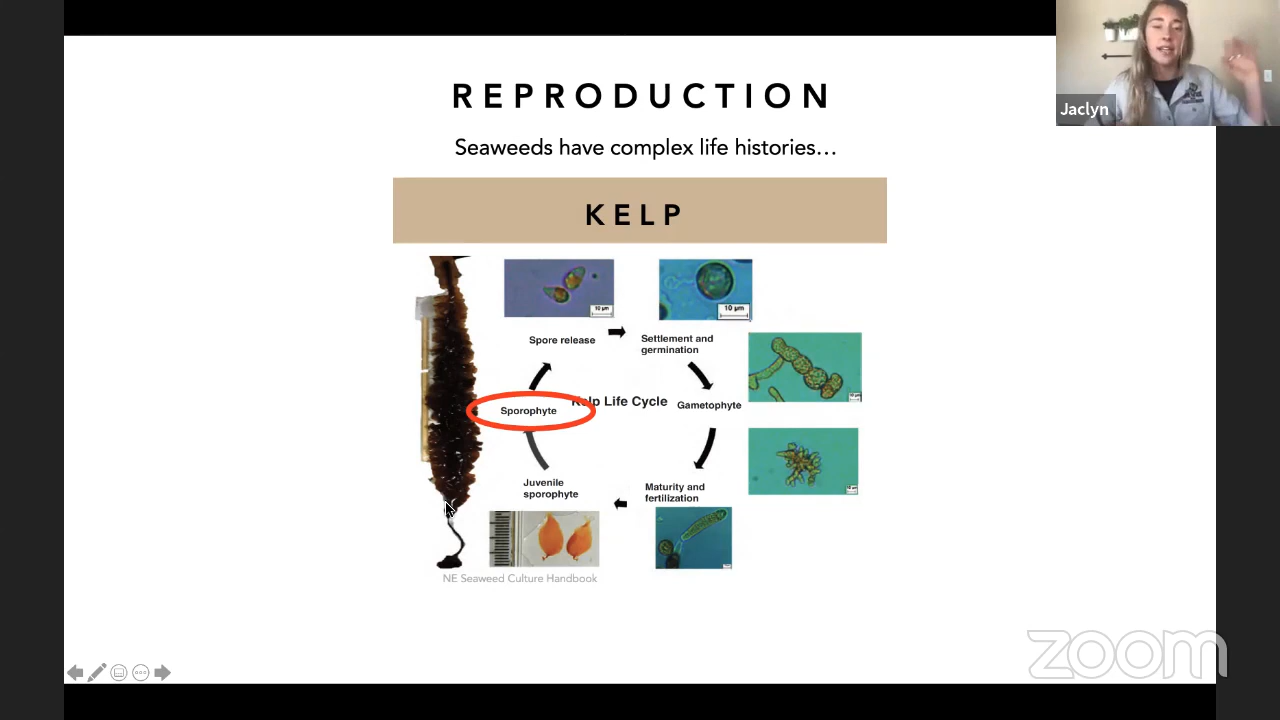 REPRODUCTION
Seaweeds have complex life histories…
KELP
10 µm
10 µm
Spore release
Settlement and
germination
Kelp Life Cycle
Gametophyte
Sporophyte
Juvenile
sporophyte
Maturity and
fertilization
NE Seaweed Culture Handbook
Jaclyn
zoom